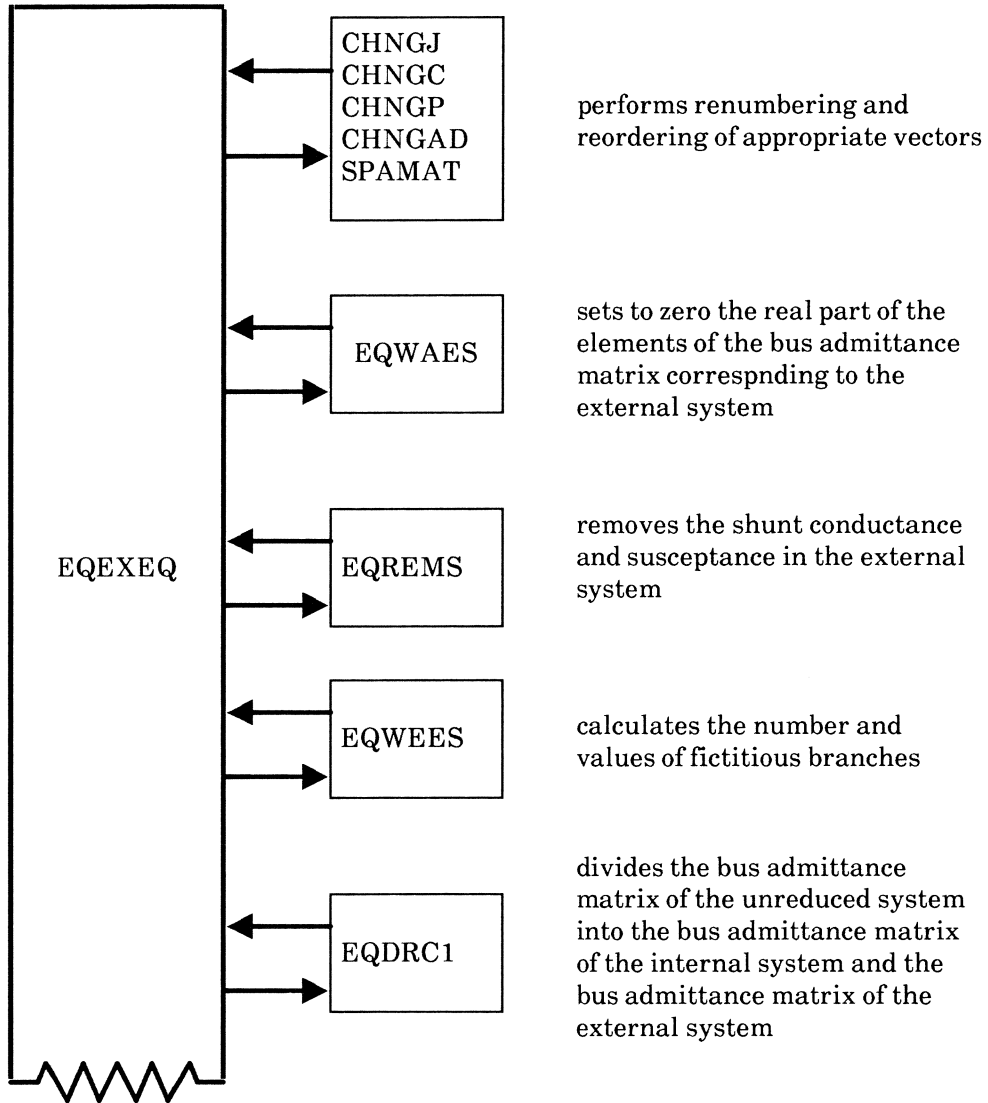 CHNGJ
CHNGC
CHNGP
CHNGAD
SPAMAT
performs renumbering and
reordering of appropriate vectors
EQWAES
sets to zero the real part of the
elements of the bus admittance
matrix correspnding to the
external system
EQEXEQ
EQREMS
removes the shunt conductance
and susceptance in the external
system
EQWEES
calculates the number and
values of fictitious branches
EQDRC1
divides the bus admittance
matrix of the unreduced system
into the bus admittance matrix
of the internal system and the
bus admittance matrix of the
external system